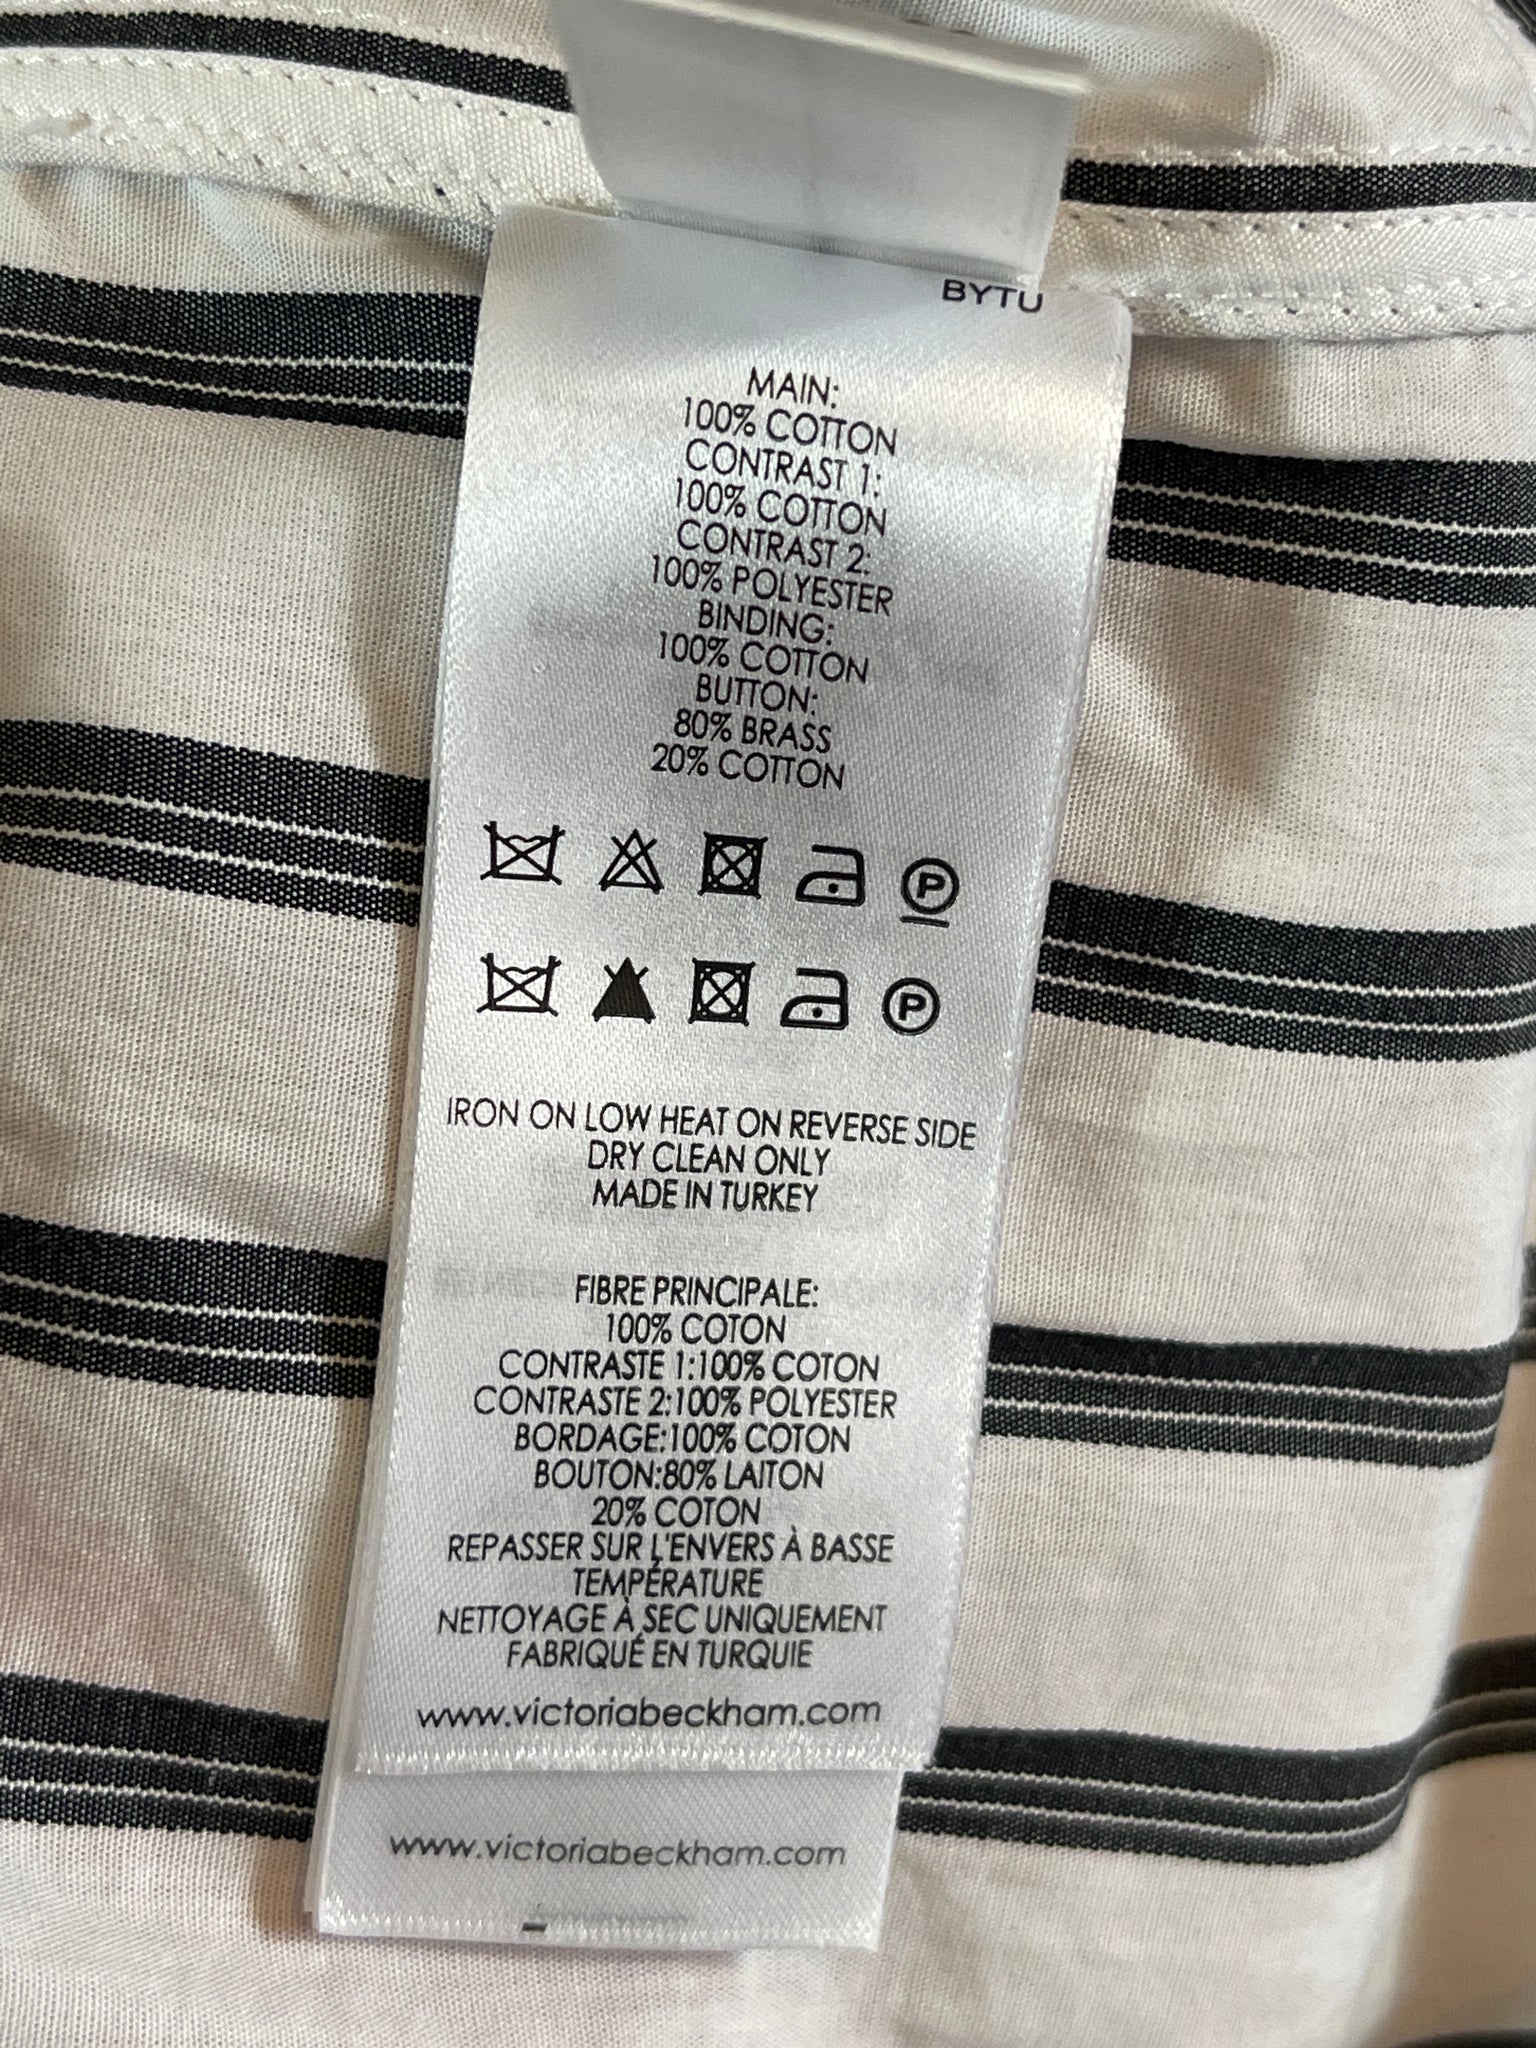 BYTU
MAIN:
100% COTTON
CONTRAST 1:
100% COTTON
CONTRAST 2:
100% POLYESTER
BINDING:
100% COTTON
BUTTON:
80% BRASS
20% COTTON
P
P
IRON ON LOW HEAT ON REVERSE SIDE
DRY CLEAN ONLY
MADE IN TURKEY
FIBRE PRINCIPALE:
100% COTON
CONTRASTE 1:100% COTON
CONTRASTE 2:100% POLYESTER
BORDAGE:100% COTON
BOUTON:80% LAITON
20% COTON
REPASSER SUR L'ENVERS À BASSE
TEMPÉRATURE
NETTOYAGE À SEC UNIQUEMENT
FABRIQUÉ EN TURQUIE
www.victoriabeckham.com
www.victoriabeckham.com